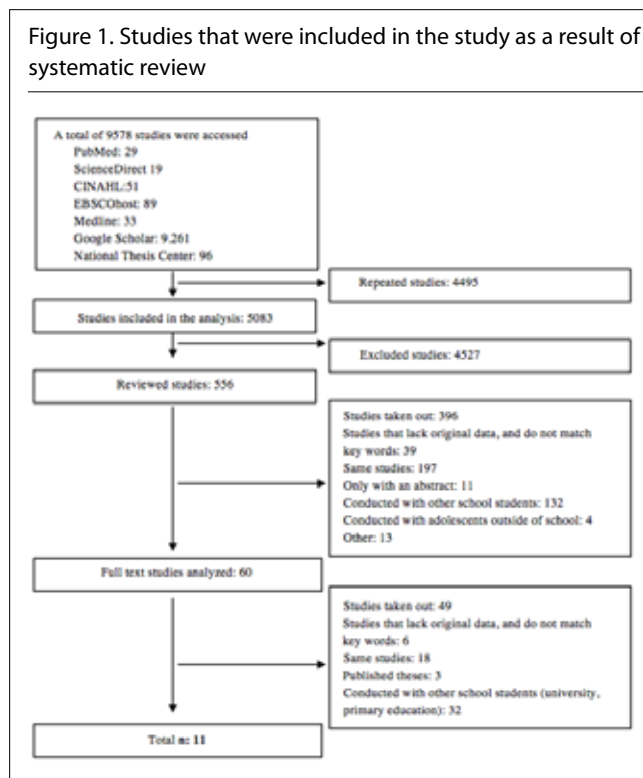 Figure 1. Studies that were included in the study as a result of
systematic review
A total of 9578 studies were accessed
PubMed: 29
ScienceDirect 19
CINAHL:51
EBSCOhost: 89
Medline: 33
Google Scholar: 9.261
National Thesis Center: 96
Repeated studies: 4495
Studies included in the analysis: 5083
Excluded studies: 4527
Reviewed studies: 556
Studies taken out: 396
Studies that lack original data, and do not match
key words: 39
Same studies: 197
Only with an abstract: 11
Conducted with other school students: 132
Conducted with adolescents outside of school: 4
Other: 13
Full text studies analyzed: 60
Studies taken out: 49
Studies that lack original data, and do not match
key words: 6
Same studies: 18
Published theses: 3
Conducted with other school students (university,
primary education): 32
Total n: 11